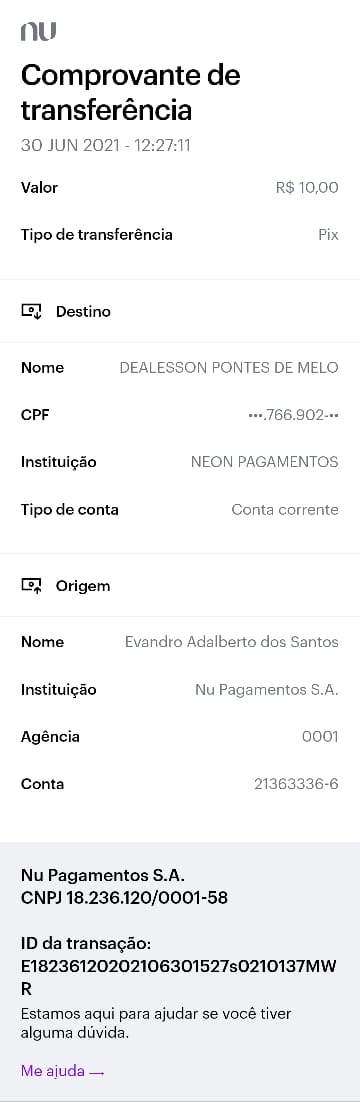 nu
Comprovante de
transferência
30 JUN 2021 - 12:27:11
Valor R$ 10,00
Tipo de transferência Pix
Destino
Nome DEALESSON PONTES DE MELO
CPF •••.766.902-••
Instituição NEON PAGAMENTOS
Tipo de conta Conta corrente
Origem
Nome Evandro Adalberto dos Santos
Instituição Nu Pagamentos S.A.
Agência 0001
Conta 21363336-6
Nu Pagamentos S.A.
CNPJ 18.236.120/0001-58
ID da transação:
E18236120202106301527s0210137MW
R
Estamos aqui para ajudar se você tiver
alguma dúvida.
Me ajuda →